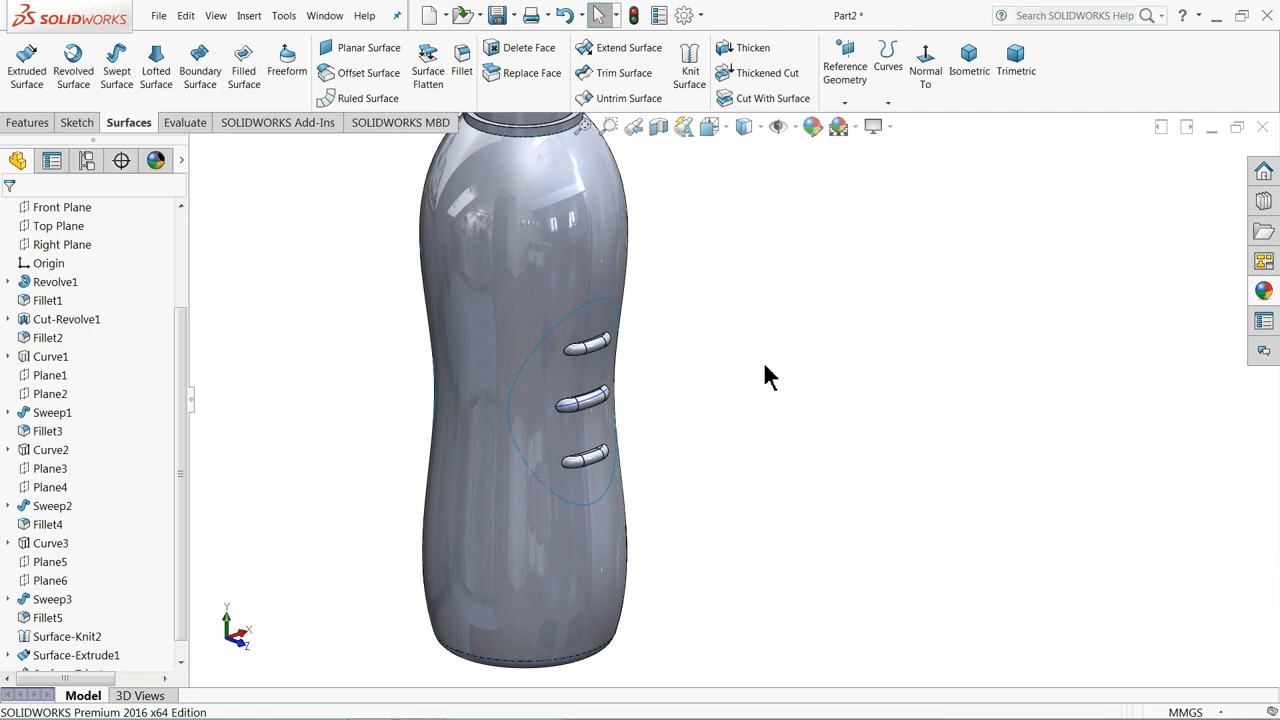 SOLIDWORKS File Edit View Insert Tools Window Help Part2 * Search SOLIDWORKS Help ?
Extruded Surface
Revolved Surface
Swept Surface
Lofted Surface
Boundary Surface
Filled Surface
Freeform
Planar Surface
Offset Surface
Ruled Surface
Surface Flatten
Fillet
Delete Face
Replace Face
Extend Surface
Trim Surface
Untrim Surface
Knit Surface
Thicken
Thickened Cut
Cut With Surface
Reference Geometry
Curves
Normal To
Isometric
Trimetric
Features Sketch Surfaces Evaluate SOLIDWORKS Add-Ins SOLIDWORKS MBD
Front Plane
Top Plane
Right Plane
Origin
Revolve1
Fillet1
Cut-Revolve1
Fillet2
Curve1
Plane1
Plane2
Sweep1
Fillet3
Curve2
Plane3
Plane4
Sweep2
Fillet4
Curve3
Plane5
Plane6
Sweep3
Fillet5
Surface-Knit2
Surface-Extrude1
Y
X
Z
Model 3D Views
SOLIDWORKS Premium 2016 x64 Edition MMGS